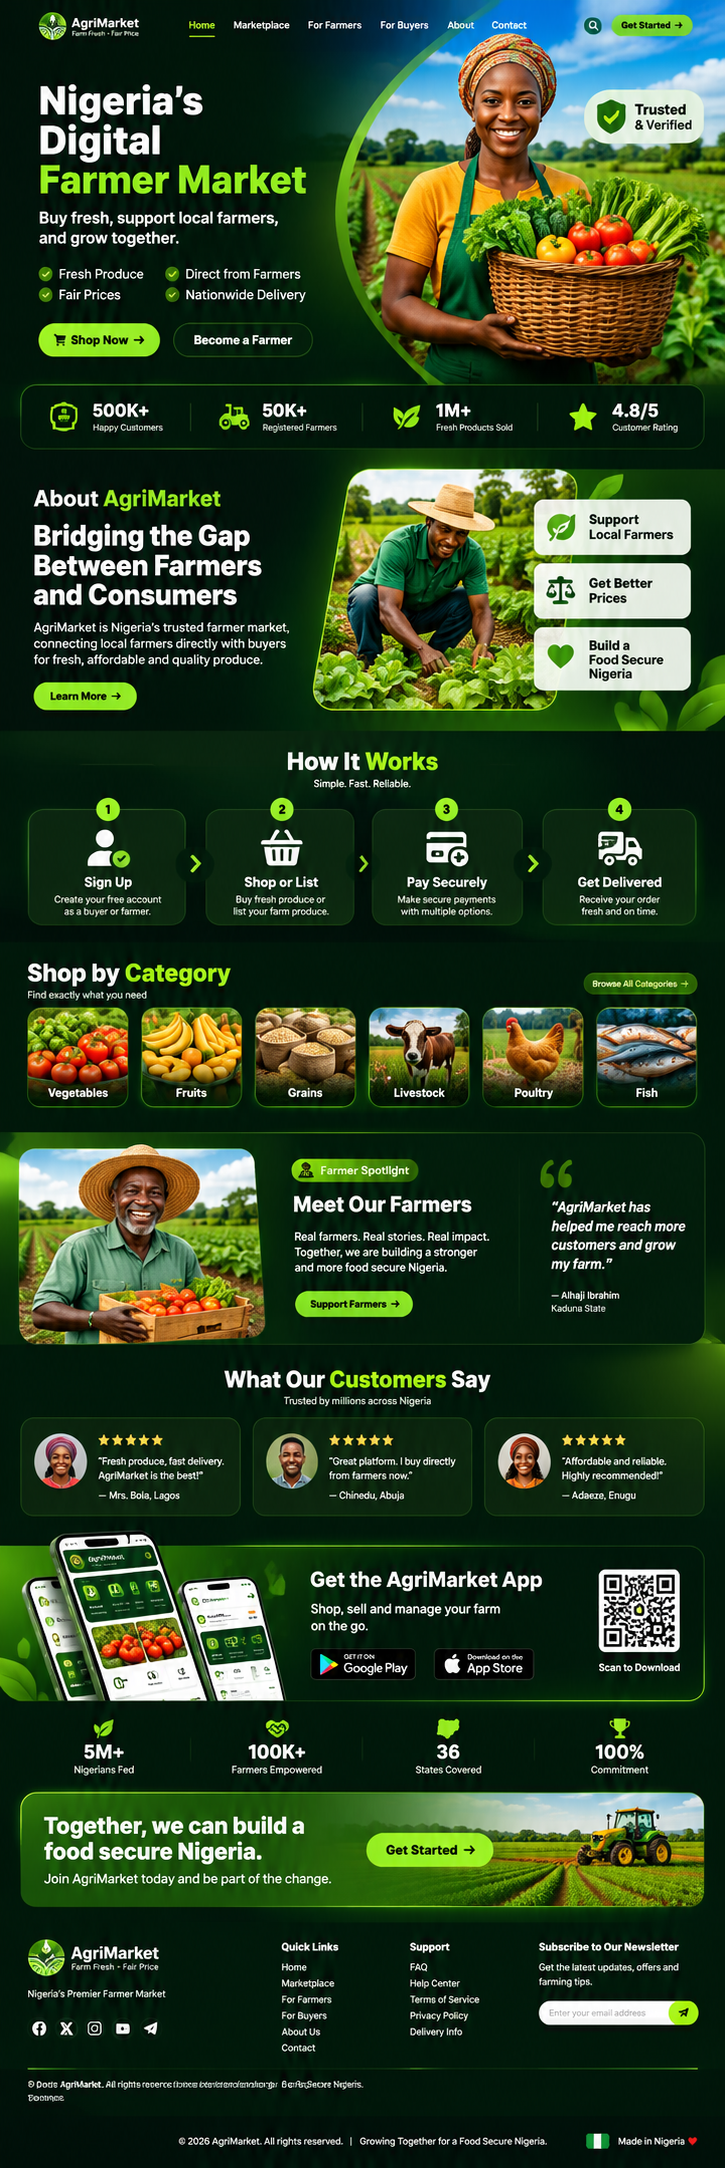 AgriMarket
Farm Fresh - Fair Price
Home
Marketplace
For Farmers
For Buyers
About
Contact
Get Started →
Nigeria's
Digital
Farmer Market
Buy fresh, support local farmers,
and grow together.
Fresh Produce
Direct from Farmers
Fair Prices
Nationwide Delivery
Shop Now →
Become a Farmer
Trusted
& Verified
500K+
Happy Customers
50K+
Registered Farmers
1M+
Fresh Products Sold
4.8/5
Customer Rating
About AgriMarket
Bridging the Gap
Between Farmers
and Consumers
AgriMarket is Nigeria's trusted farmer market,
connecting local farmers directly with buyers
for fresh, affordable and quality produce.
Learn More →
Support
Local Farmers
Get Better
Prices
Build a
Food Secure
Nigeria
How It Works
Simple. Fast. Reliable.
1
Sign Up
Create your free account
as a buyer or farmer.
2
Shop or List
Buy fresh produce or
list your farm produce.
3
Pay Securely
Make secure payments
with multiple options.
4
Get Delivered
Receive your order
fresh and on time.
Shop by Category
Find exactly what you need
Browse All Categories →
Vegetables
Fruits
Grains
Livestock
Poultry
Fish
Farmer Spotlight
Meet Our Farmers
Real farmers. Real stories. Real impact.
Together, we are building a stronger
and more food secure Nigeria.
Support Farmers →
"AgriMarket has
helped me reach more
customers and grow
my farm."
— Alhaji Ibrahim
Kaduna State
What Our Customers Say
Trusted by millions across Nigeria
"Fresh produce, fast delivery.
AgriMarket is the best!"
— Mrs. Bola, Lagos
"Great platform. I buy directly
from farmers now."
— Chinedu, Abuja
"Affordable and reliable.
Highly recommended!"
— Adaeze, Enugu
Get the AgriMarket App
Shop, sell and manage your farm
on the go.
GET IT ON
Google Play
Download on the
App Store
Scan to Download
5M+
Nigerians Fed
100K+
Farmers Empowered
36
States Covered
100%
Commitment
Together, we can build a
food secure Nigeria.
Join AgriMarket today and be part of the change.
Get Started →
AgriMarket
Farm Fresh - Fair Price
Nigeria's Premier Farmer Market
Quick Links
Home
Marketplace
For Farmers
For Buyers
About Us
Contact
Support
FAQ
Help Center
Terms of Service
Privacy Policy
Delivery Info
Subscribe to Our Newsletter
Get the latest updates, offers and
farming tips.
Enter your email address
AgriMarket. All rights
© 2026 AgriMarket. All rights reserved. | Growing Together for a Food Secure Nigeria.
Made in Nigeria